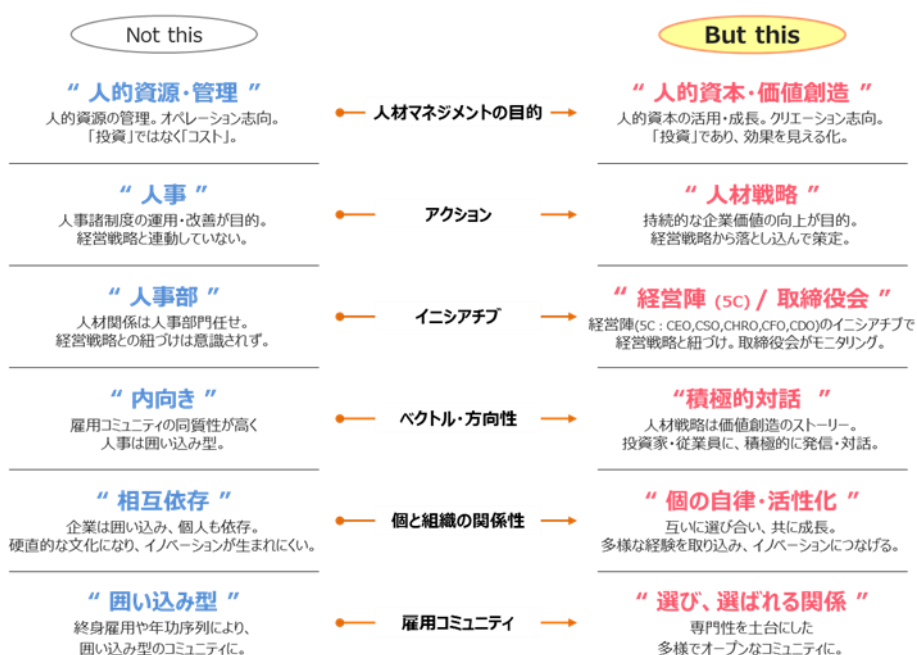 Not this
But this
“ 人的資源・管理 ”
人的資源の管理。オペレーション志向。
「投資」ではなく「コスト」。
人材マネジメントの目的
“ 人的資本・価値創造 ”
人的資本の活用・成長。クリエーション志向。
「投資」であり、効果を見える化。
“ 人事 ”
人事諸制度の運用・改善が目的。
経営戦略と連動していない。
アクション
“ 人材戦略 ”
持続的な企業価値の向上が目的。
経営戦略から落とし込んで策定。
“ 人事部 ”
人材関係は人事部門任せ。
経営戦略との紐づけは意識されず。
イニシアチブ
“ 経営陣 (5C) / 取締役会 ”
経営陣(5C : CEO,CSO,CHRO,CFO,CDO)のイニシアチブで
経営戦略と紐づけ。取締役会がモニタリング。
“ 内向き ”
雇用コミュニティの同質性が高く
人事は囲い込み型。
ベクトル・方向性
“積極的対話 ”
人材戦略は価値創造のストーリー。
投資家・従業員に、積極的に発信・対話。
“ 相互依存 ”
企業は囲い込み、個人も依存。
硬直的な文化になり、イノベーションが生まれにくい。
個と組織の関係性
“ 個の自律・活性化 ”
互いに選び合い、共に成長。
多様な経験を取り込み、イノベーションにつなげる。
“ 囲い込み型 ”
終身雇用や年功序列により、
囲い込み型のコミュニティに。
雇用コミュニティ
“ 選び、選ばれる関係 ”
専門性を土台にした
多様でオープンなコミュニティに。